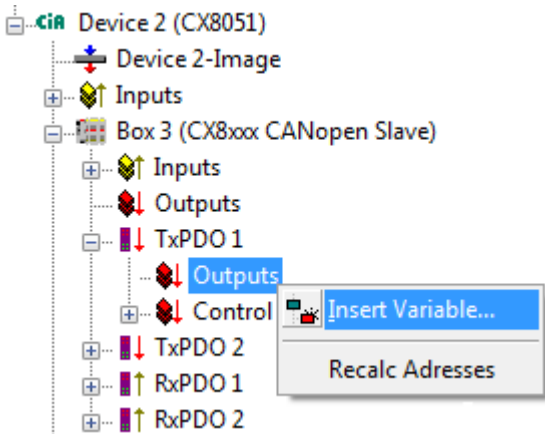 CiA Device 2 (CX8051)
Device 2-Image
Inputs
Box 3 (CX8xxx CANopen Slave)
Inputs
Outputs
TxPDO 1
Outputs
Control
Insert Variable...
TxPDO 2
Recalc Adresses
RxPDO 1
RxPDO 2